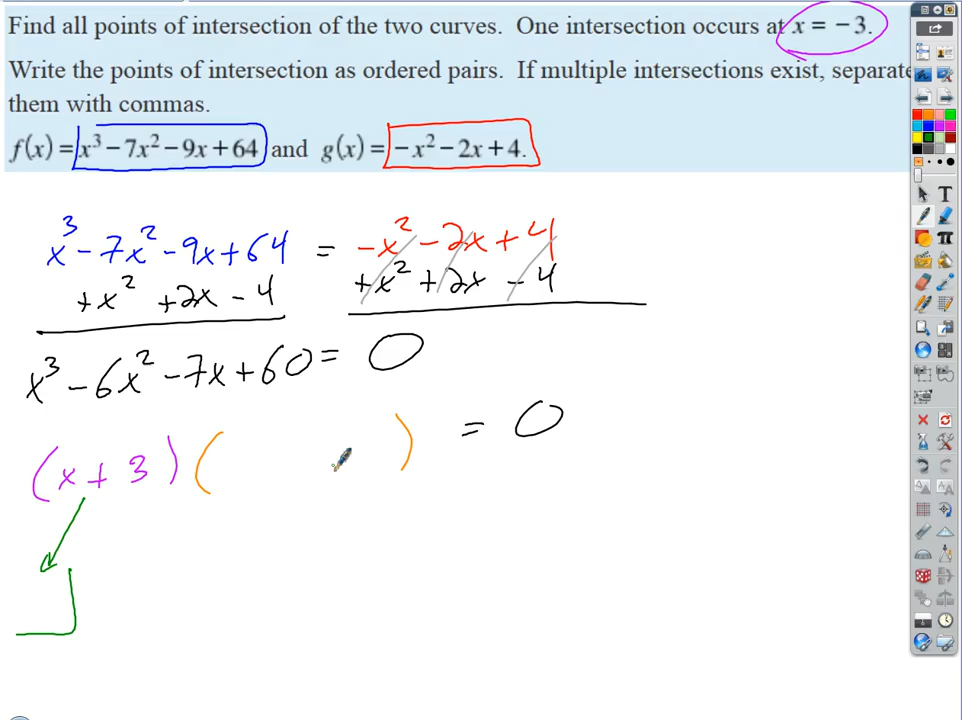 Find all points of intersection of the two curves. One intersection occurs at x = −3.
Write the points of intersection as ordered pairs. If multiple intersections exist, separate
them with commas.
f(x) = x³ − 7x² − 9x + 64 and g(x) = −x² − 2x + 4.
x³ − 7x² − 9x + 64 = −x² − 2x + 4
+x² + 2x − 4 +x² + 2x − 4
x³ − 6x² − 7x + 60 = 0
(x + 3)( ) = 0